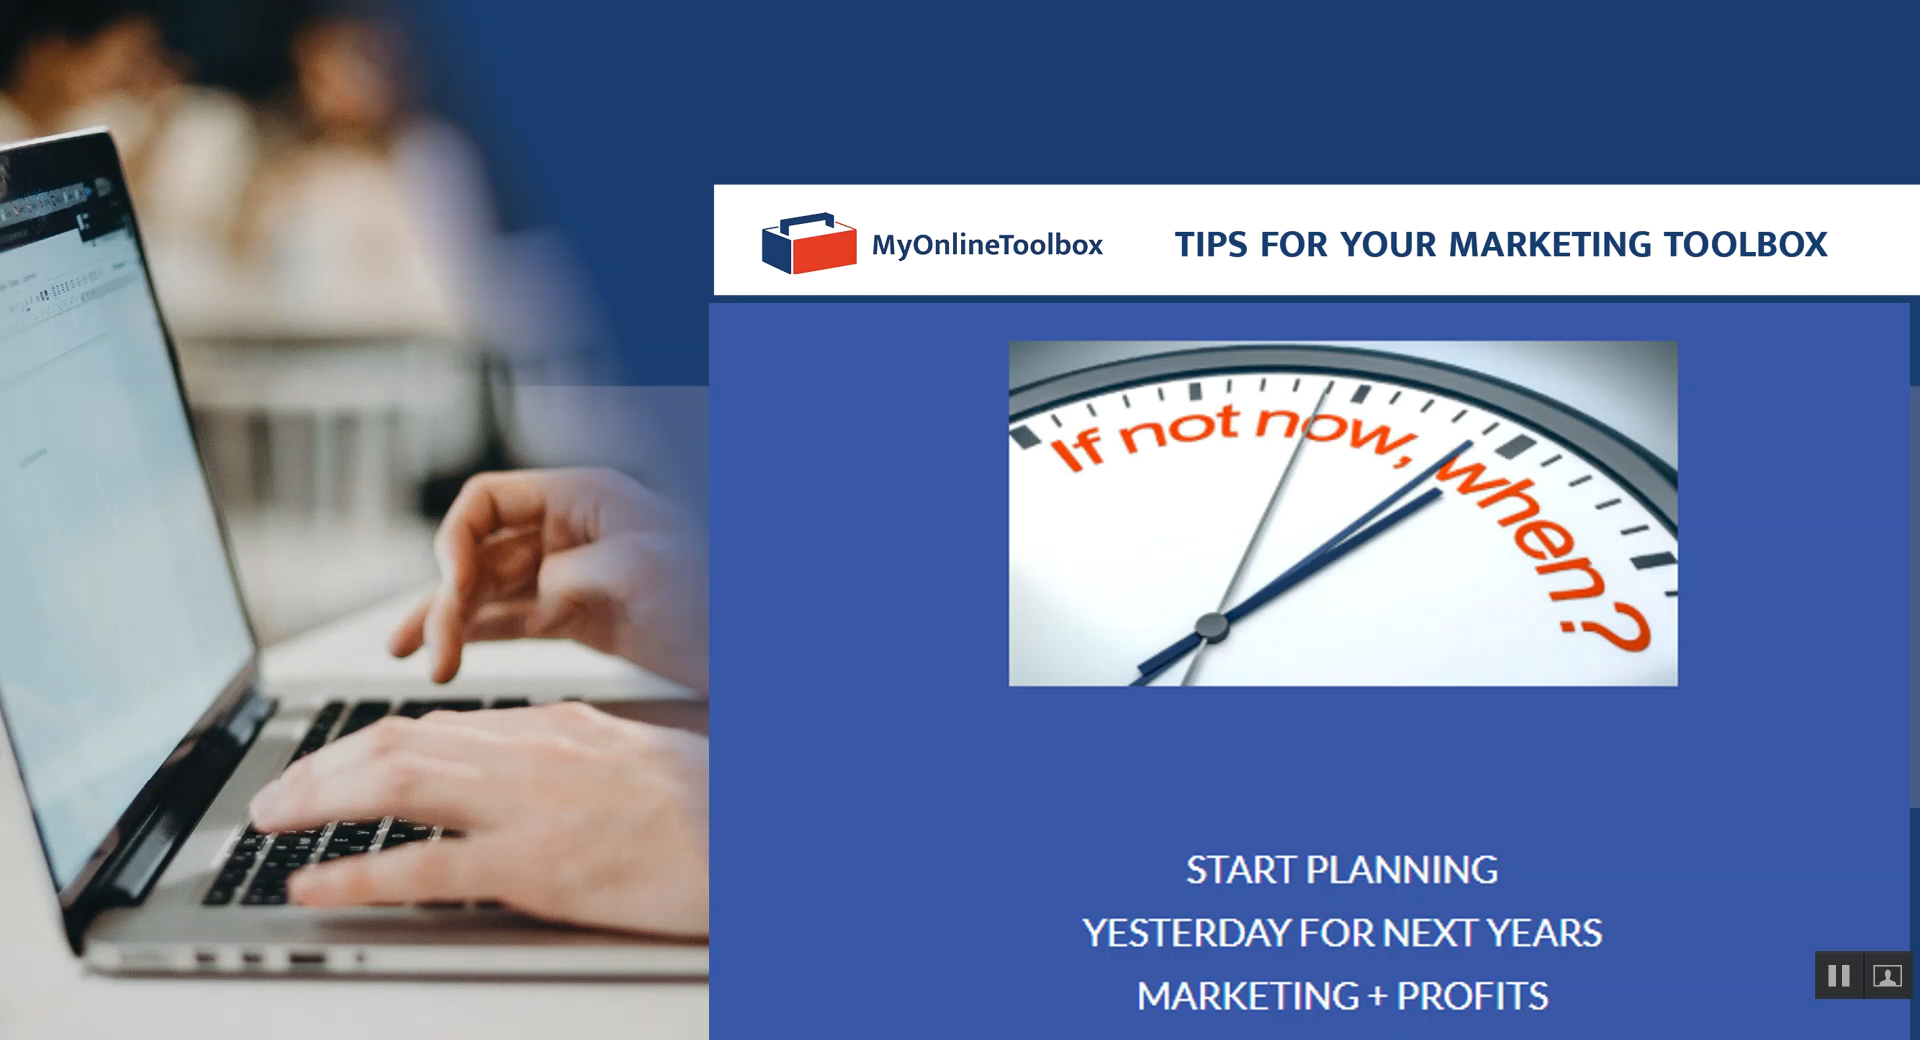 MyOnlineToolbox
TIPS FOR YOUR MARKETING TOOLBOX
If not now, when?
START PLANNING
YESTERDAY FOR NEXT YEARS
MARKETING + PROFITS